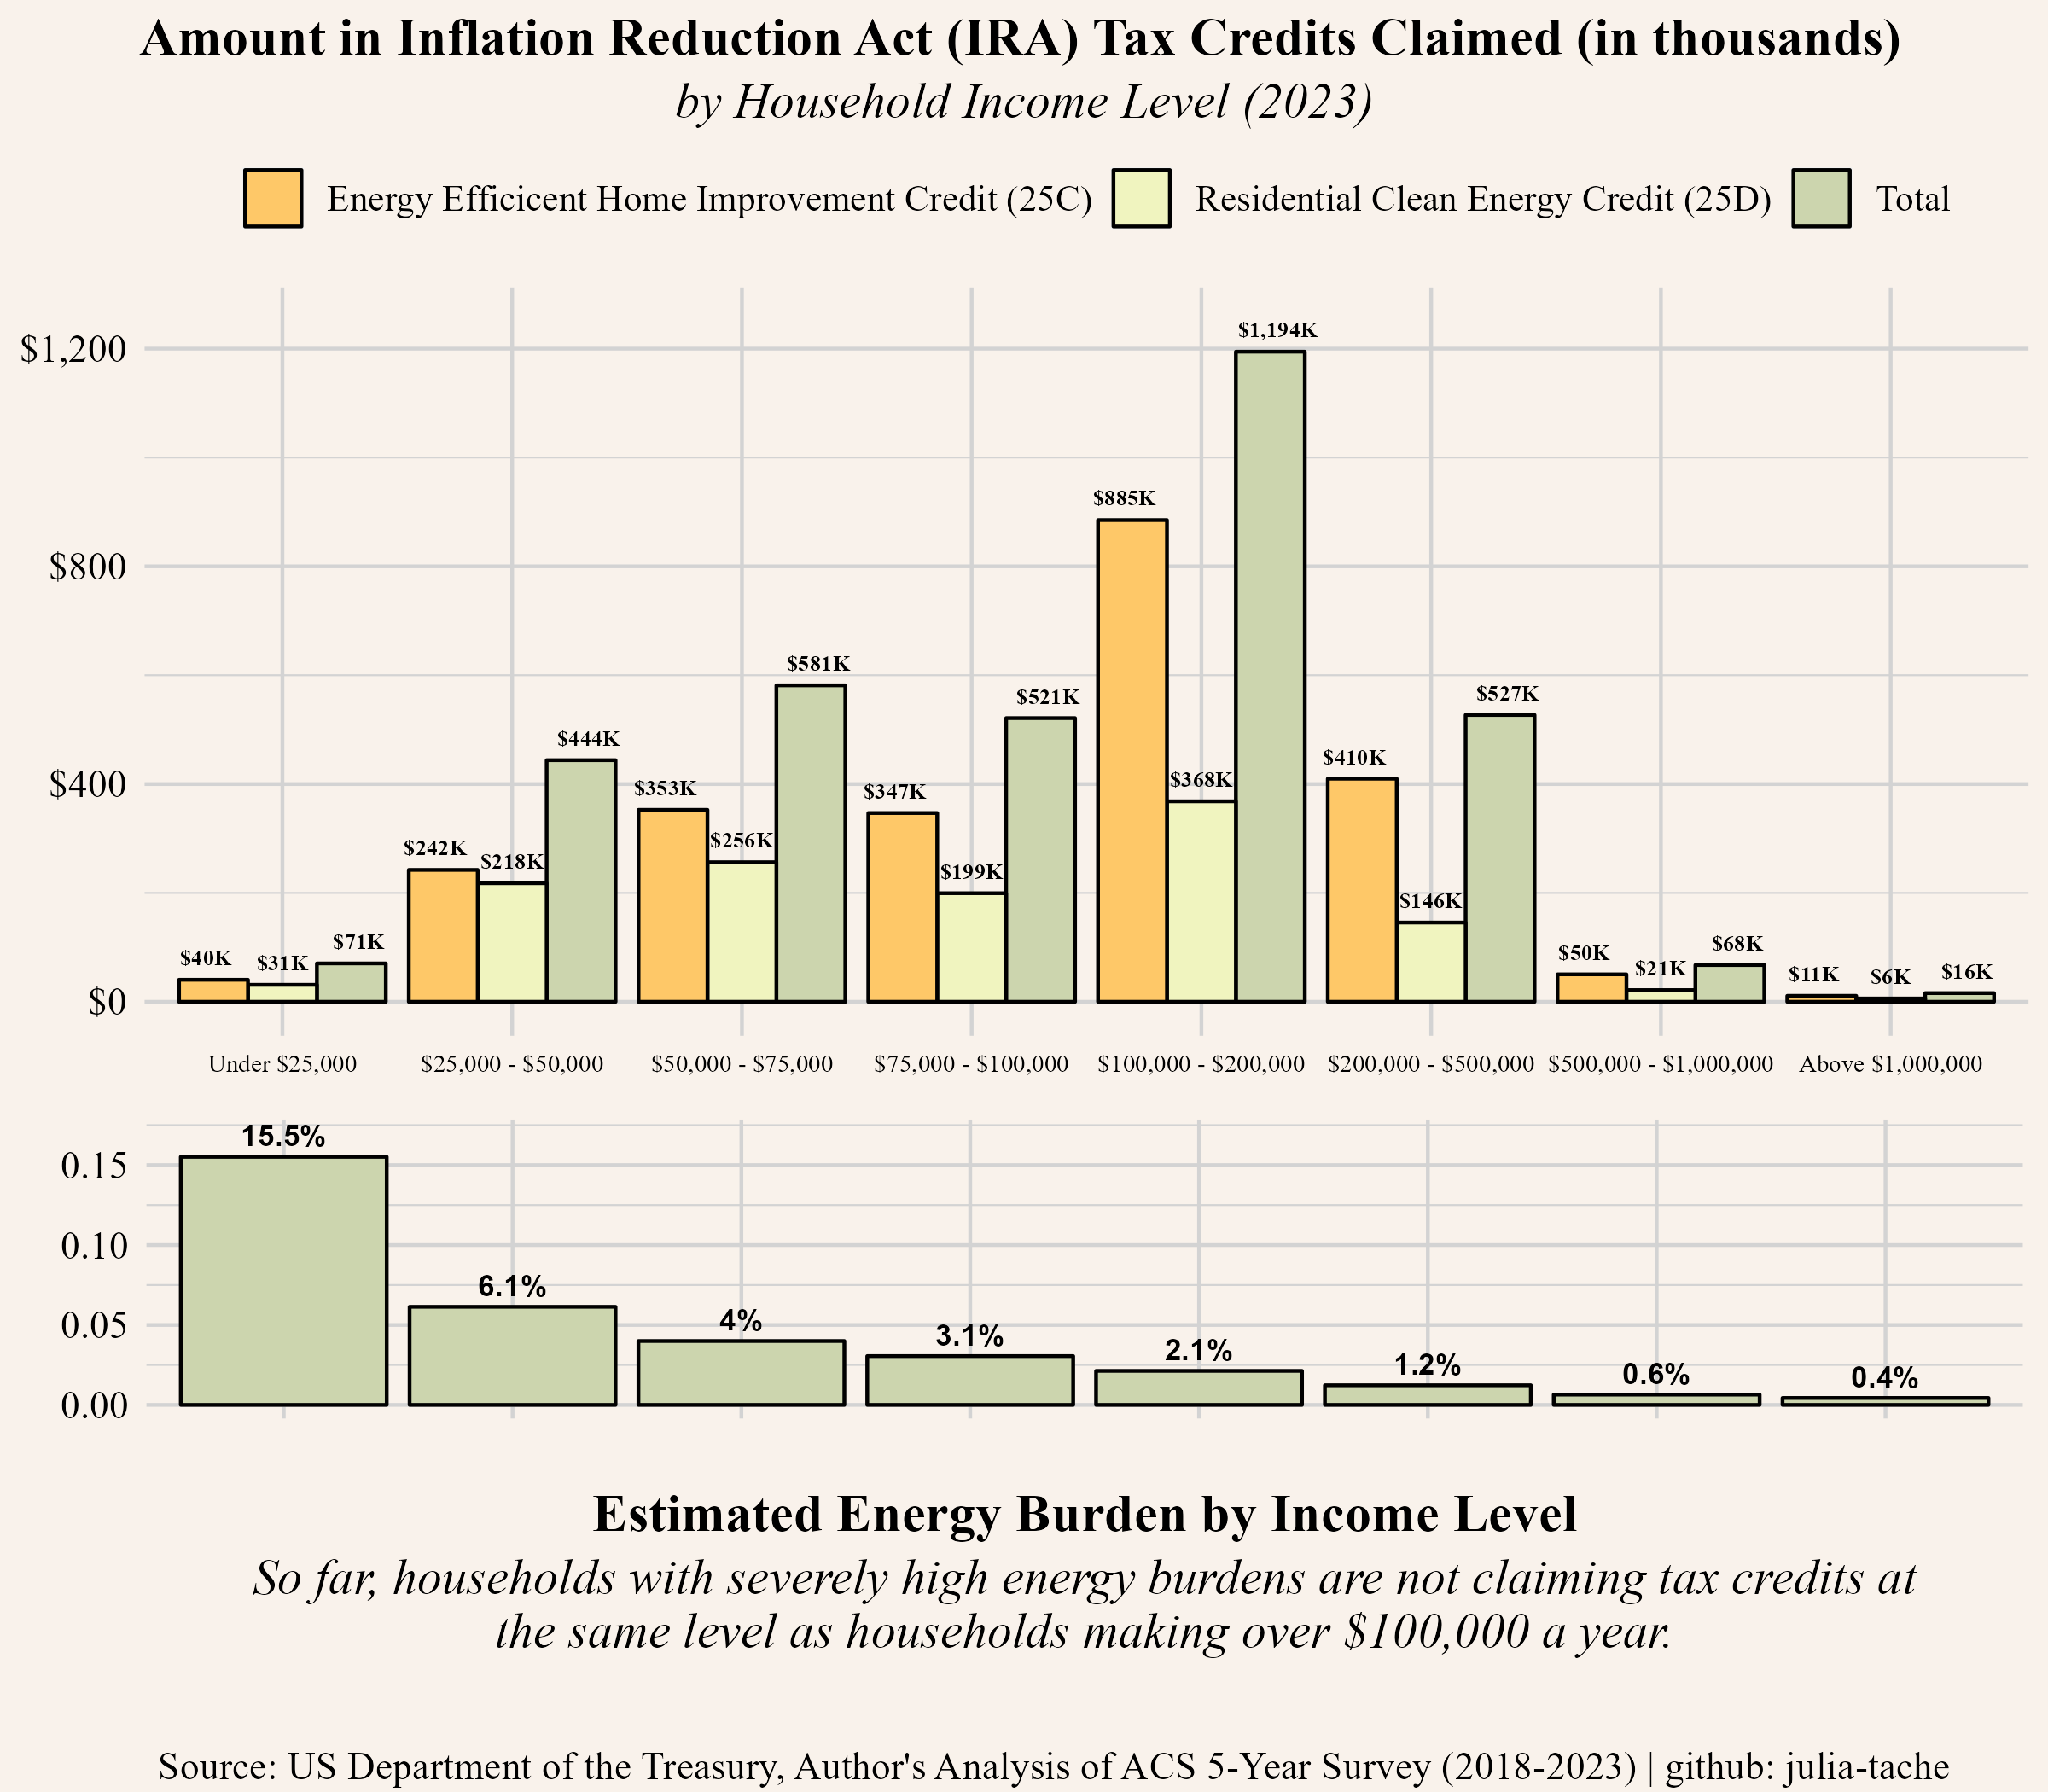 Amount in Inflation Reduction Act (IRA) Tax Credits Claimed (in thousands)
by Household Income Level (2023)
Energy Efficicent Home Improvement Credit (25C) Residential Clean Energy Credit (25D) Total
$1,200
$800
$400
$0
$40K $31K $71K
$242K $218K $444K
$353K $256K $581K
$347K $199K $521K
$885K $368K $1,194K
$410K $146K $527K
$50K $21K $68K
$11K $6K $16K
Under $25,000 $25,000 - $50,000 $50,000 - $75,000 $75,000 - $100,000 $100,000 - $200,000 $200,000 - $500,000 $500,000 - $1,000,000 Above $1,000,000
0.15
0.10
0.05
0.00
15.5% 6.1% 4% 3.1% 2.1% 1.2% 0.6% 0.4%
Estimated Energy Burden by Income Level
So far, households with severely high energy burdens are not claiming tax credits at
the same level as households making over $100,000 a year.
Source: US Department of the Treasury, Author's Analysis of ACS 5-Year Survey (2018-2023) | github: julia-tache